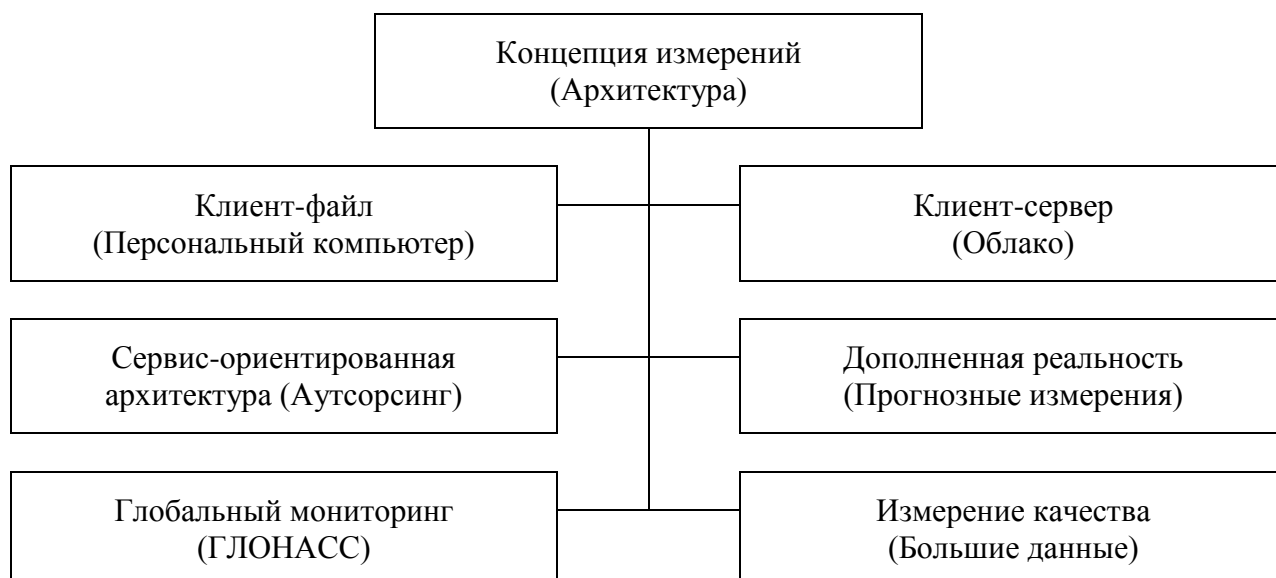 Концепция измерений
(Архитектура)
Клиент-файл
(Персональный компьютер)
Клиент-сервер
(Облако)
Сервис-ориентированная
архитектура (Аутсорсинг)
Дополненная реальность
(Прогнозные измерения)
Глобальный мониторинг
(ГЛОНАСС)
Измерение качества
(Большие данные)